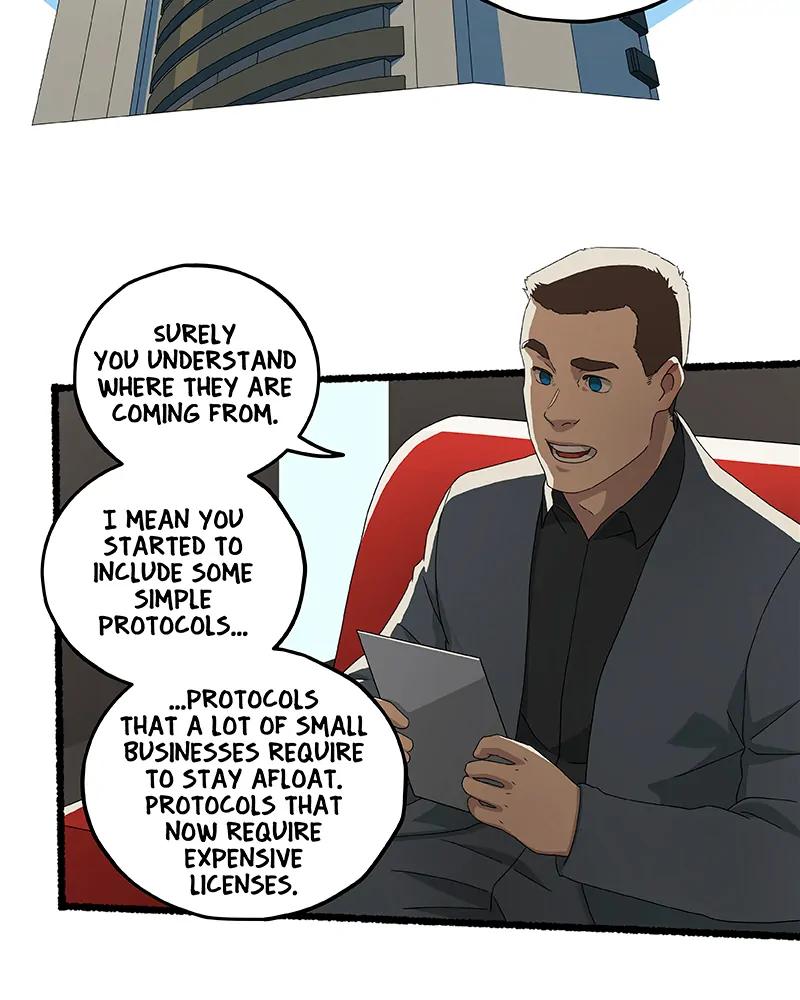 SURELY
YOU UNDERSTAND
WHERE THEY ARE
COMING FROM.
I MEAN YOU
STARTED TO
INCLUDE SOME
SIMPLE
PROTOCOLS...
...PROTOCOLS
THAT A LOT OF SMALL
BUSINESSES REQUIRE
TO STAY AFLOAT.
PROTOCOLS THAT
NOW REQUIRE
EXPENSIVE
LICENSES.